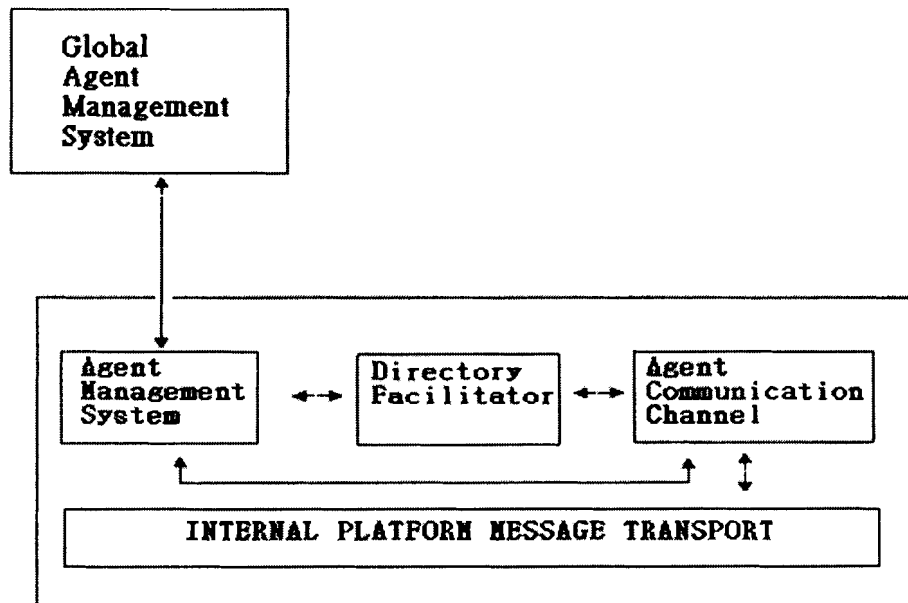 Global
Agent
Management
System
Agent
Management
System
Directory
Facilitator
Agent
Communication
Channel
INTERNAL PLATFORM MESSAGE TRANSPORT